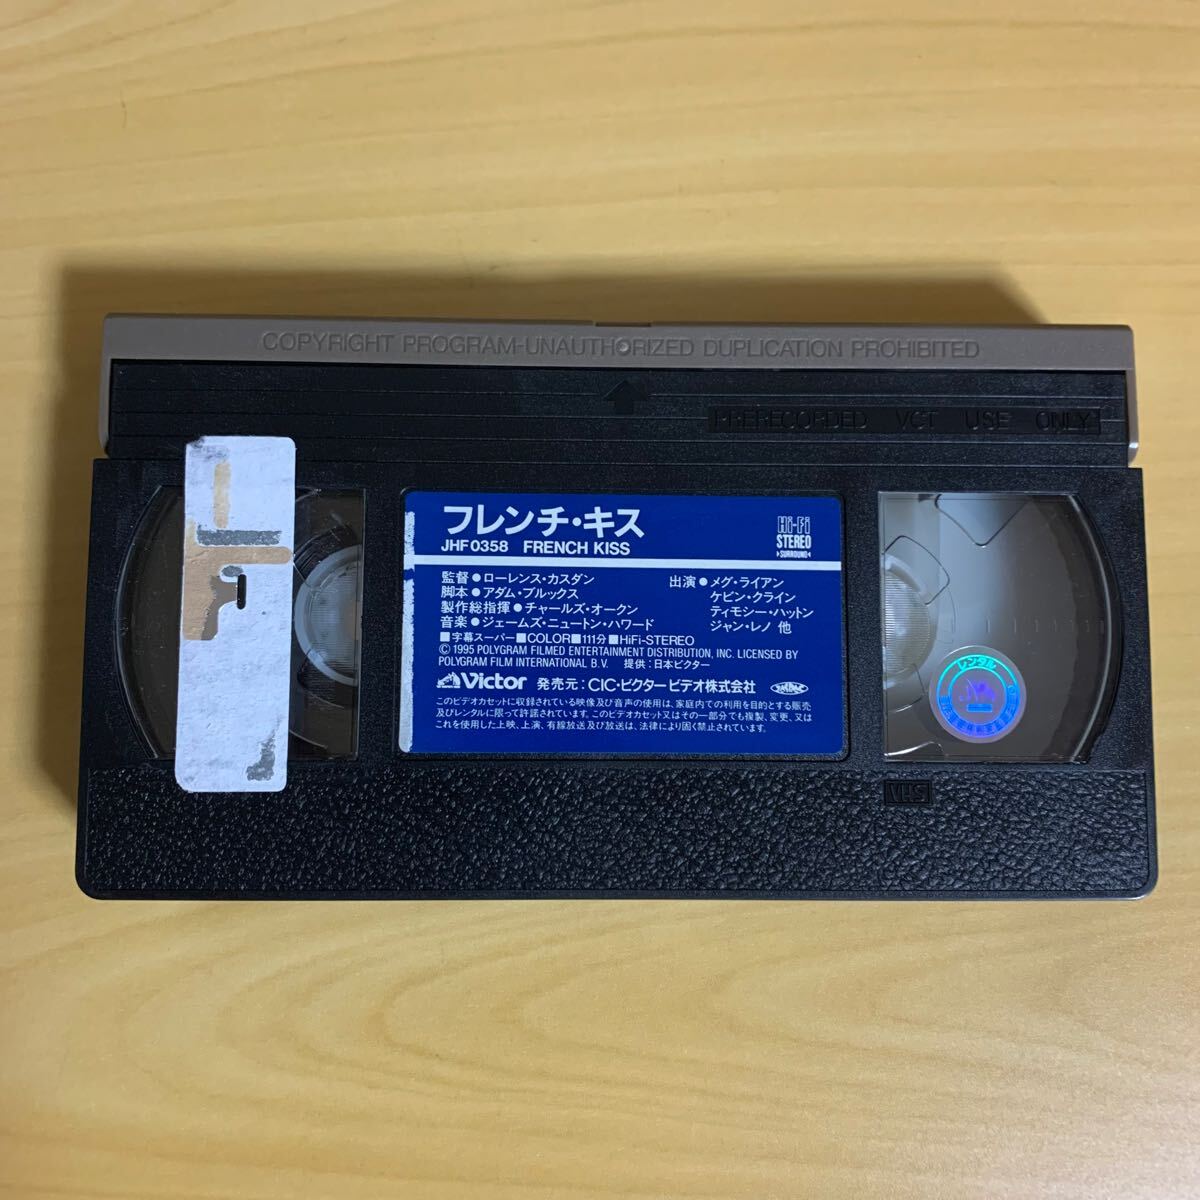 COPYRIGHT PROGRAM-UNAUTHORIZED DUPLICATION PROHIBITED
PRERECORDED VCT USE ONLY
フレンチ・キス
JHF0358 FRENCH KISS
Hi-Fi
STEREO
▶SURROUND◀
監督●ローレンス・カスダン
脚本●アダム・ブルックス
製作総指揮●チャールズ・オークン
音楽●ジェームズ・ニュートン・ハワード
出演●メグ・ライアン
ケビン・クライン
ティモシー・ハットン
ジャン・レノ 他
■字幕スーパー■COLOR■111分■HiFi-STEREO
© 1995 POLYGRAM FILMED ENTERTAINMENT DISTRIBUTION, INC. LICENSED BY
POLYGRAM FILM INTERNATIONAL B.V. 提供:日本ビクター
Victor 発売元:CIC・ビクター ビデオ株式会社
このビデオカセットに収録されている映像及び音声の使用は、家庭内での利用を目的とする販売
及びレンタルに限って許諾されています。このビデオカセット又はその一部でも複製、変更、又は
これを使用した上映、上演、有線放送及び放送は、法律により固く禁止されています。
レンタル
VHS